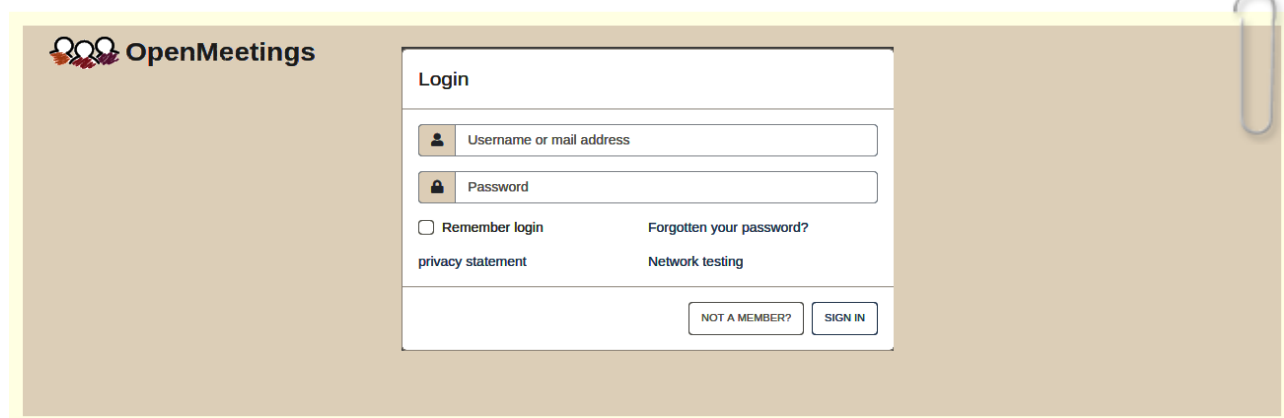 OpenMeetings
Login
Username or mail address
Password
Remember login Forgotten your password?
privacy statement Network testing
NOT A MEMBER? SIGN IN